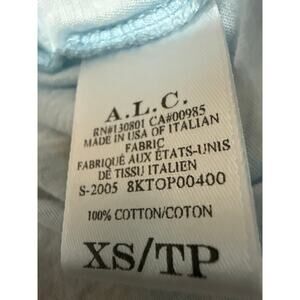 A.L.C.
RN#130801 CA#00985
MADE IN USA OF ITALIAN
FABRIC
FABRIQUÉ AUX ÉTATS-UNIS
DE TISSU ITALIEN
S-2005 8KTOP00400
100% COTTON/COTON
XS/TP